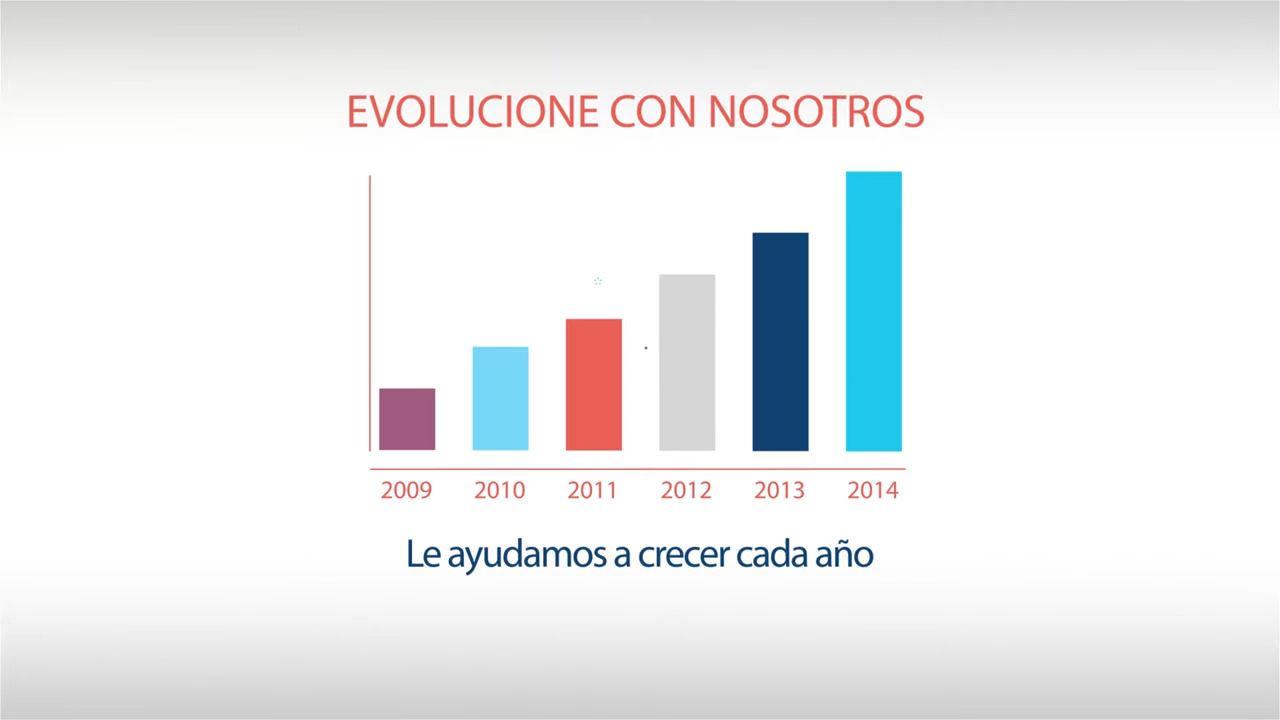 EVOLUCIONE CON NOSOTROS
2009 2010 2011 2012 2013 2014
Le ayudamos a crecer cada año